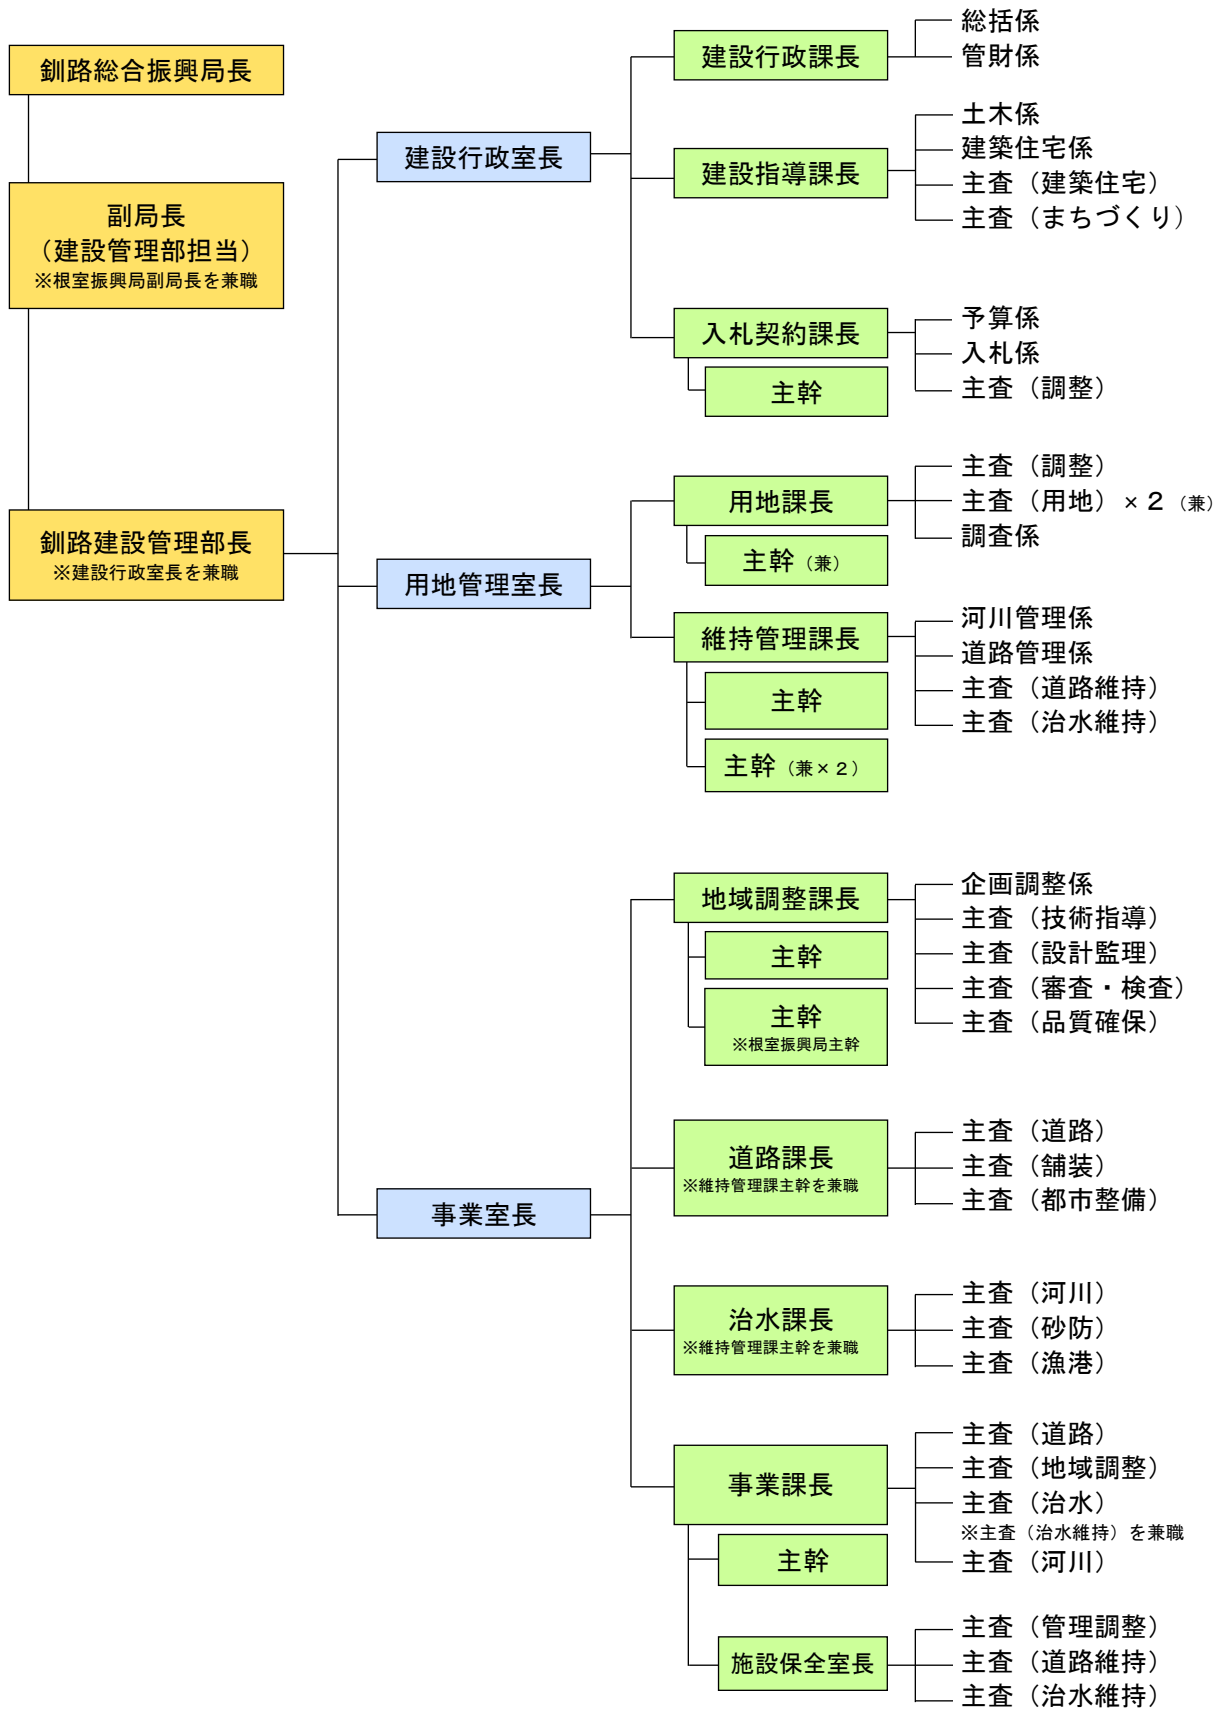 釧路総合振興局長
副局長
（建設管理部担当）
※根室振興局副局長を兼職
釧路建設管理部長
※建設行政室長を兼職
建設行政室長
建設行政課長
総括係
管財係
建設指導課長
土木係
建築住宅係
主査（建築住宅）
主査（まちづくり）
入札契約課長
主幹
予算係
入札係
主査（調整）
用地管理室長
用地課長
主幹（兼）
主査（調整）
主査（用地）×２（兼）
調査係
維持管理課長
主幹
主幹（兼×２）
河川管理係
道路管理係
主査（道路維持）
主査（治水維持）
事業室長
地域調整課長
主幹
主幹
※根室振興局主幹
企画調整係
主査（技術指導）
主査（設計監理）
主査（審査・検査）
主査（品質確保）
道路課長
※維持管理課主幹を兼職
主査（道路）
主査（舗装）
主査（都市整備）
治水課長
※維持管理課主幹を兼職
主査（河川）
主査（砂防）
主査（漁港）
事業課長
主幹
主査（道路）
主査（地域調整）
主査（治水）
※主査（治水維持）を兼職
主査（河川）
施設保全室長
主査（管理調整）
主査（道路維持）
主査（治水維持）